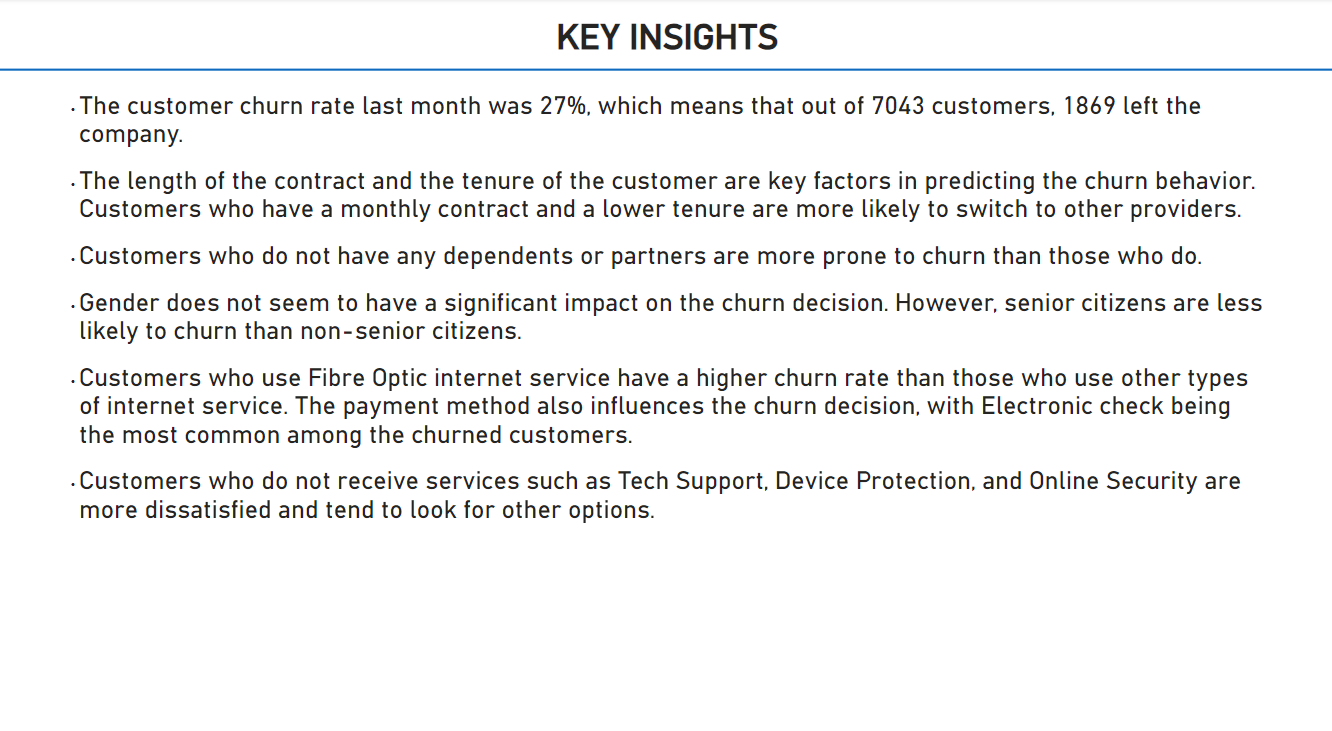 KEY INSIGHTS
· The customer churn rate last month was 27%, which means that out of 7043 customers, 1869 left the
company.
· The length of the contract and the tenure of the customer are key factors in predicting the churn behavior.
Customers who have a monthly contract and a lower tenure are more likely to switch to other providers.
· Customers who do not have any dependents or partners are more prone to churn than those who do.
· Gender does not seem to have a significant impact on the churn decision. However, senior citizens are less
likely to churn than non-senior citizens.
· Customers who use Fibre Optic internet service have a higher churn rate than those who use other types
of internet service. The payment method also influences the churn decision, with Electronic check being
the most common among the churned customers.
· Customers who do not receive services such as Tech Support, Device Protection, and Online Security are
more dissatisfied and tend to look for other options.